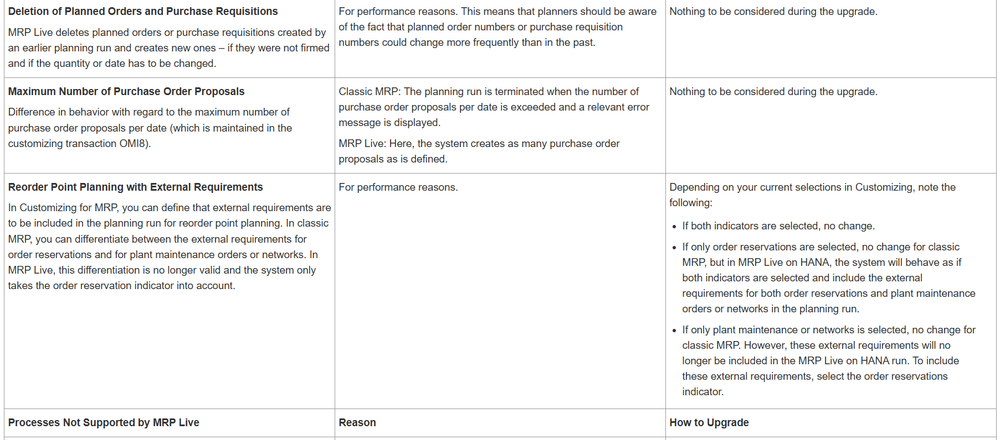 Deletion of Planned Orders and Purchase Requisitions
MRP Live deletes planned orders or purchase requisitions created by
an earlier planning run and creates new ones – if they were not firmed
and if the quantity or date has to be changed.
For performance reasons. This means that planners should be aware
of the fact that planned order numbers or purchase requisition
numbers could change more frequently than in the past.
Nothing to be considered during the upgrade.
Maximum Number of Purchase Order Proposals
Difference in behavior with regard to the maximum number of
purchase order proposals per date (which is maintained in the
customizing transaction OMI8).
Classic MRP: The planning run is terminated when the number of
purchase order proposals per date is exceeded and a relevant error
message is displayed.
MRP Live: Here, the system creates as many purchase order
proposals as is defined.
Nothing to be considered during the upgrade.
Reorder Point Planning with External Requirements
In Customizing for MRP, you can define that external requirements are
to be included in the planning run for reorder point planning. In classic
MRP, you can differentiate between the external requirements for
order reservations and for plant maintenance orders or networks. In
MRP Live, this differentiation is no longer valid and the system only
takes the order reservation indicator into account.
For performance reasons.
Depending on your current selections in Customizing, note the
following:
• If both indicators are selected, no change.
• If only order reservations are selected, no change for classic
MRP, but in MRP Live on HANA, the system will behave as if
both indicators are selected and include the external
requirements for both order reservations and plant maintenance
orders or networks in the planning run.
• If only plant maintenance or networks is selected, no change for
classic MRP. However, these external requirements will no
longer be included in the MRP Live on HANA run. To include
these external requirements, select the order reservations
indicator.
Processes Not Supported by MRP Live
Reason
How to Upgrade